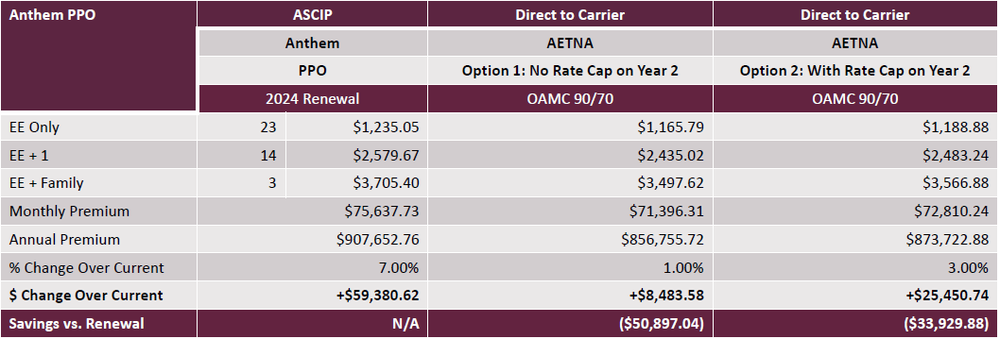 Anthem PPO ASCIP Direct to Carrier Direct to Carrier
Anthem AETNA AETNA
PPO Option 1: No Rate Cap on Year 2 Option 2: With Rate Cap on Year 2
2024 Renewal OAMC 90/70 OAMC 90/70
EE Only 23 $1,235.05 $1,165.79 $1,188.88
EE + 1 14 $2,579.67 $2,435.02 $2,483.24
EE + Family 3 $3,705.40 $3,497.62 $3,566.88
Monthly Premium $75,637.73 $71,396.31 $72,810.24
Annual Premium $907,652.76 $856,755.72 $873,722.88
% Change Over Current 7.00% 1.00% 3.00%
$ Change Over Current +$59,380.62 +$8,483.58 +$25,450.74
Savings vs. Renewal N/A ($50,897.04) ($33,929.88)